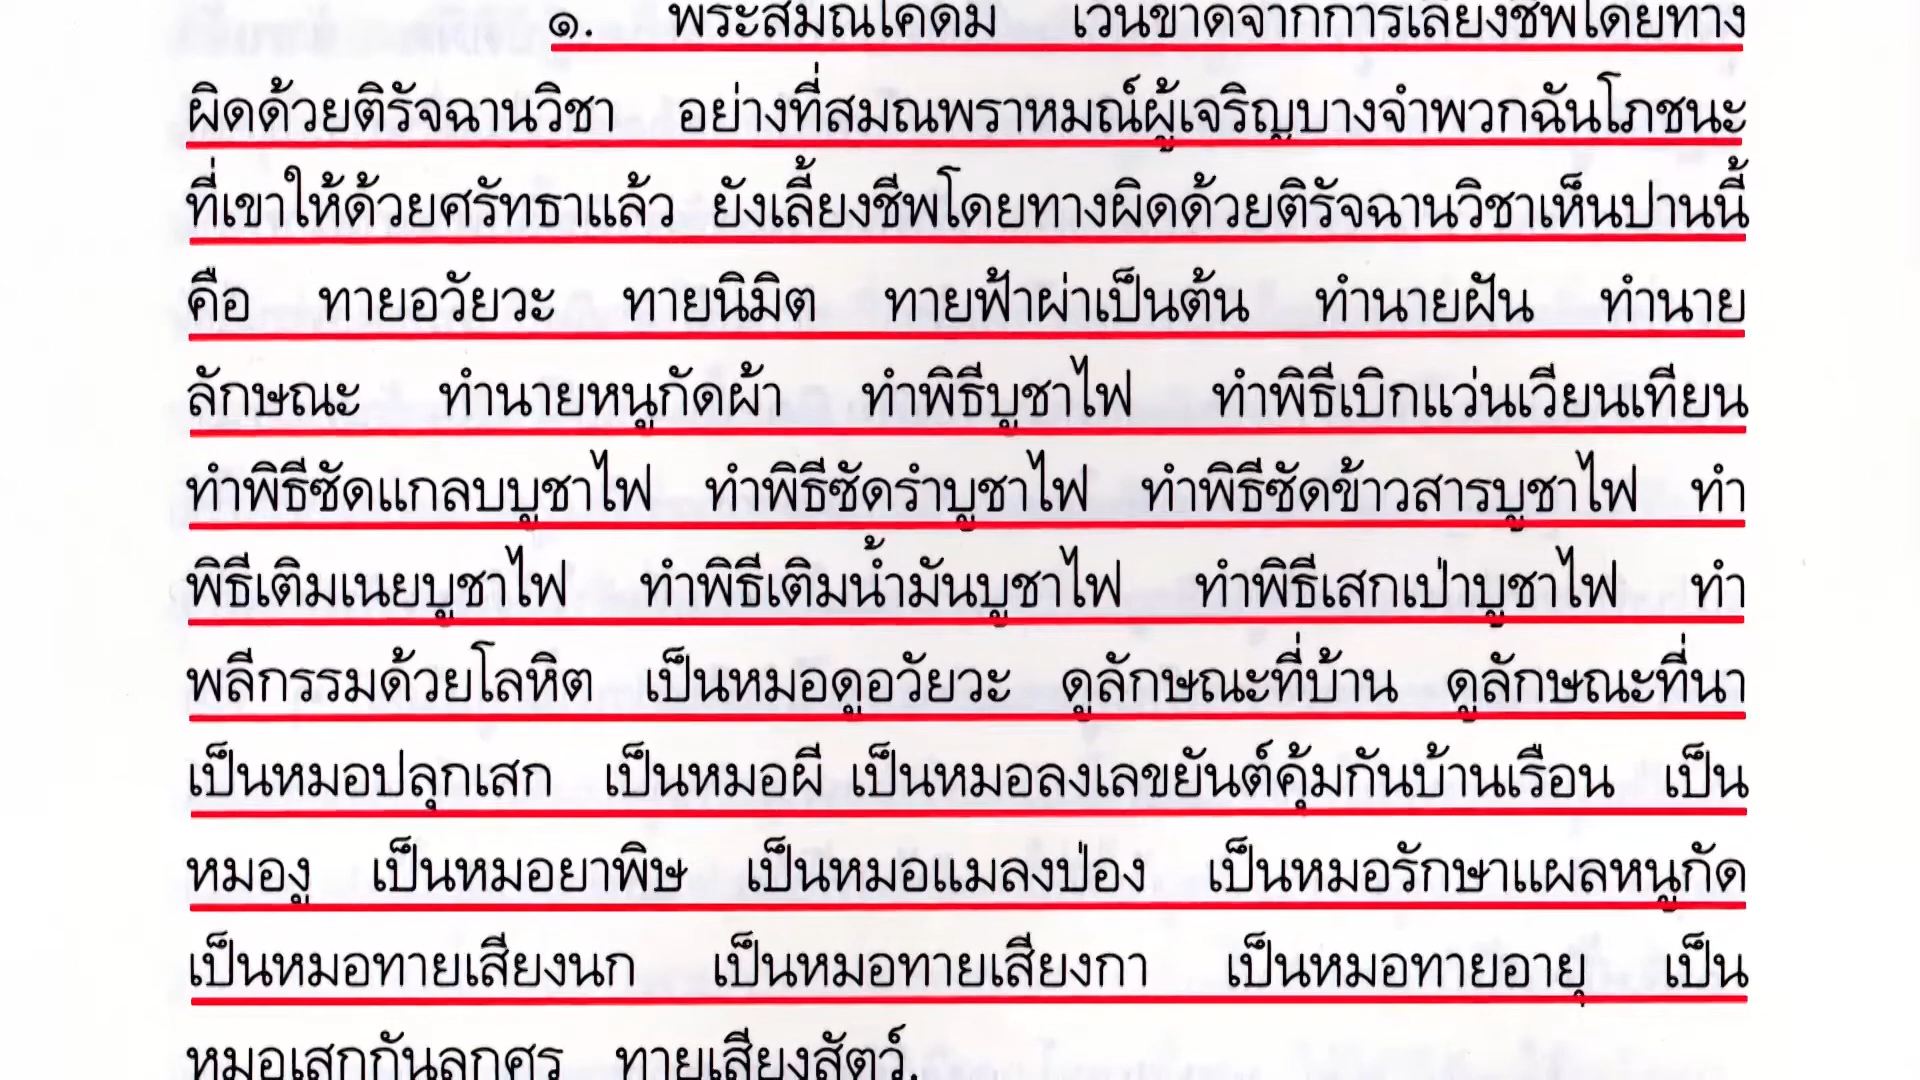 ๑. พระสมณโคดม เว้นขาดจากการเลี้ยงชีพโดยทาง
ผิดด้วยติรัจฉานวิชา อย่างที่สมณพราหมณ์ผู้เจริญบางจำพวกฉันโภชนะ
ที่เขาให้ด้วยศรัทธาแล้ว ยังเลี้ยงชีพโดยทางผิดด้วยติรัจฉานวิชาเห็นปานนี้
คือ ทายอวัยวะ ทายนิมิต ทายฟ้าผ่าเป็นต้น ทำนายฝัน ทำนาย
ลักษณะ ทำนายหนูกัดผ้า ทำพิธีบูชาไฟ ทำพิธีเบิกแว่นเวียนเทียน
ทำพิธีซัดแกลบบูชาไฟ ทำพิธีซัดรำบูชาไฟ ทำพิธีซัดข้าวสารบูชาไฟ ทำ
พิธีเติมเนยบูชาไฟ ทำพิธีเติมน้ำมันบูชาไฟ ทำพิธีเสกเป่าบูชาไฟ ทำ
พลีกรรมด้วยโลหิต เป็นหมอดูอวัยวะ ดูลักษณะที่บ้าน ดูลักษณะที่นา
เป็นหมอปลุกเสก เป็นหมอผี เป็นหมอลงเลขยันต์คุ้มกันบ้านเรือน เป็น
หมองู เป็นหมอยาพิษ เป็นหมอแมลงป่อง เป็นหมอรักษาแผลหนูกัด
เป็นหมอทายเสียงนก เป็นหมอทายเสียงกา เป็นหมอทายอายุ เป็น
หมอเสกกันลูกศร ทายเสียงสัตว์.